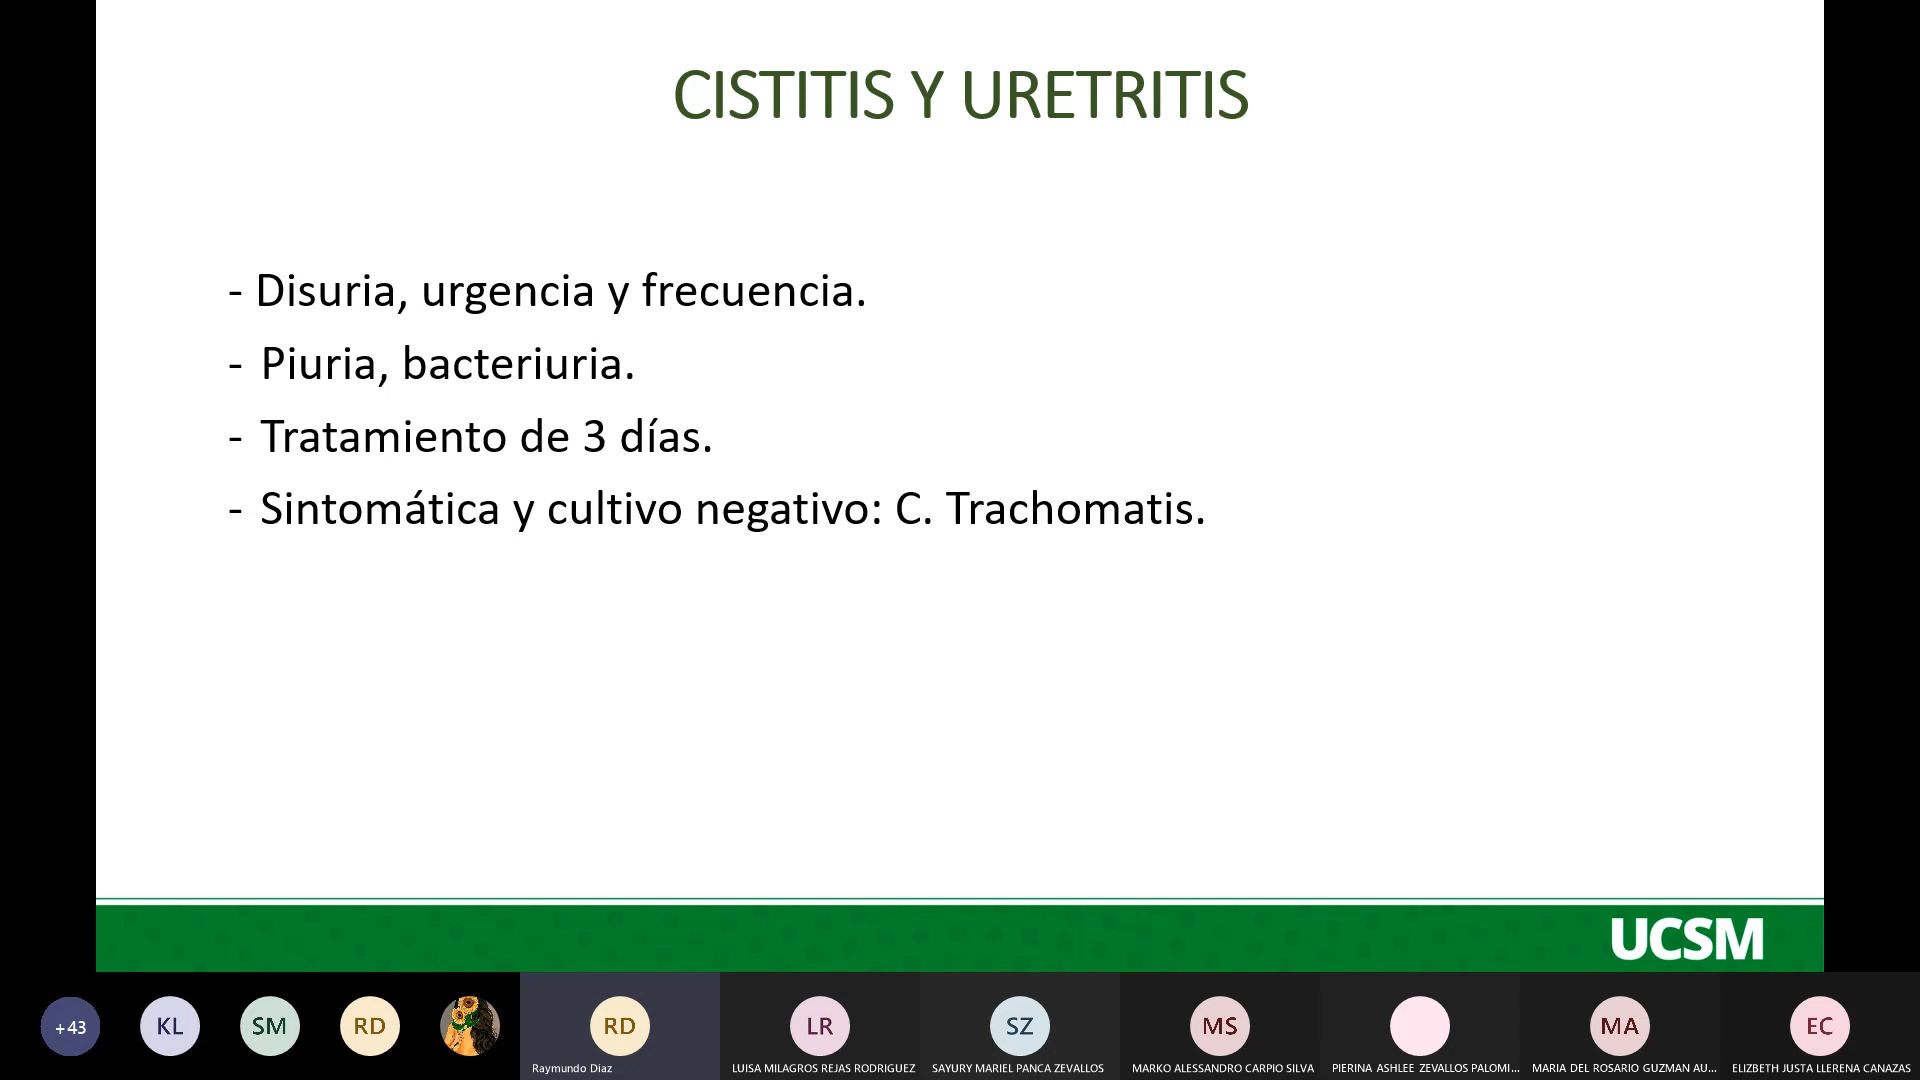 CISTITIS Y URETRITIS
- Disuria, urgencia y frecuencia.
- Piuria, bacteriuria.
- Tratamiento de 3 días.
- Sintomática y cultivo negativo: C. Trachomatis.
UCSM
+43
KL
SM
RD
RD
LR
SZ
MS
MA
EC
Raymundo Diaz
LUISA MILAGROS REJAS RODRIGUEZ
SAYURY MARIEL PANCA ZEVALLOS
MARKO ALESSANDRO CARPIO SILVA
PIERINA ASHLEE ZEVALLOS PALOMI...
MARIA DEL ROSARIO GUZMAN AU...
ELIZBETH JUSTA LLERENA CANAZAS